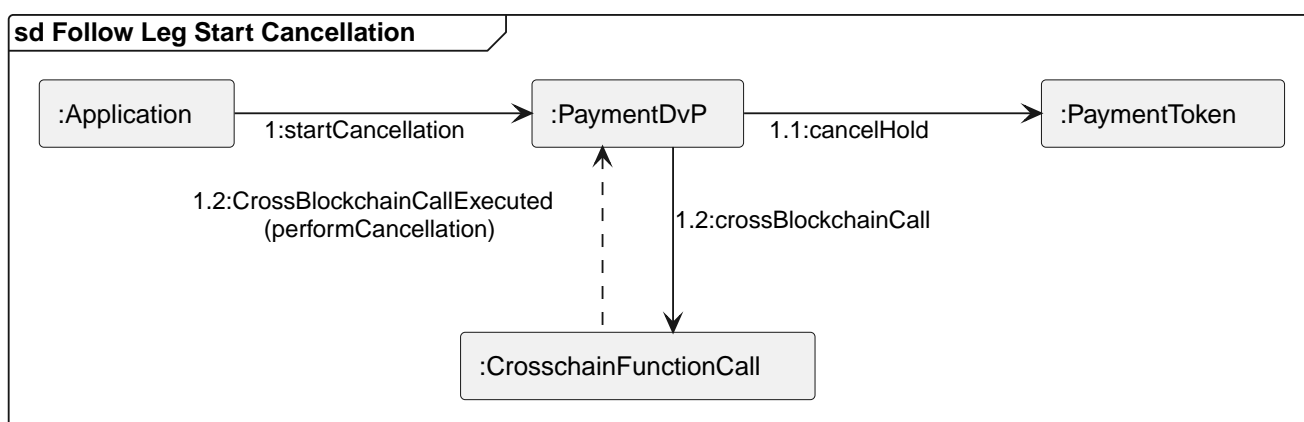 sd Follow Leg Start Cancellation
:Application
1:startCancellation
:PaymentDvP
1.1:cancelHold
:PaymentToken
1.2:CrossBlockchainCallExecuted
(performCancellation)
1.2:crossBlockchainCall
:CrosschainFunctionCall